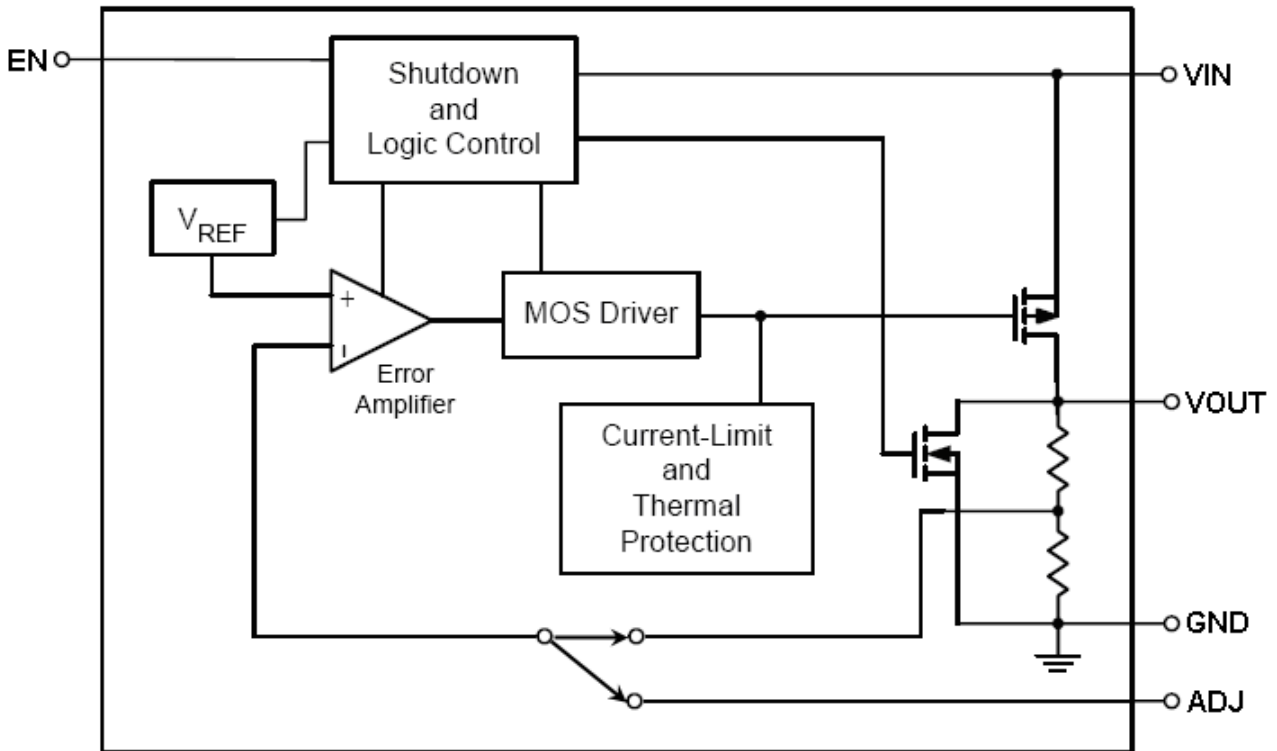 EN
Shutdown
and
Logic Control
VIN
VREF
+
-
Error
Amplifier
MOS Driver
Current-Limit
and
Thermal
Protection
VOUT
GND
ADJ